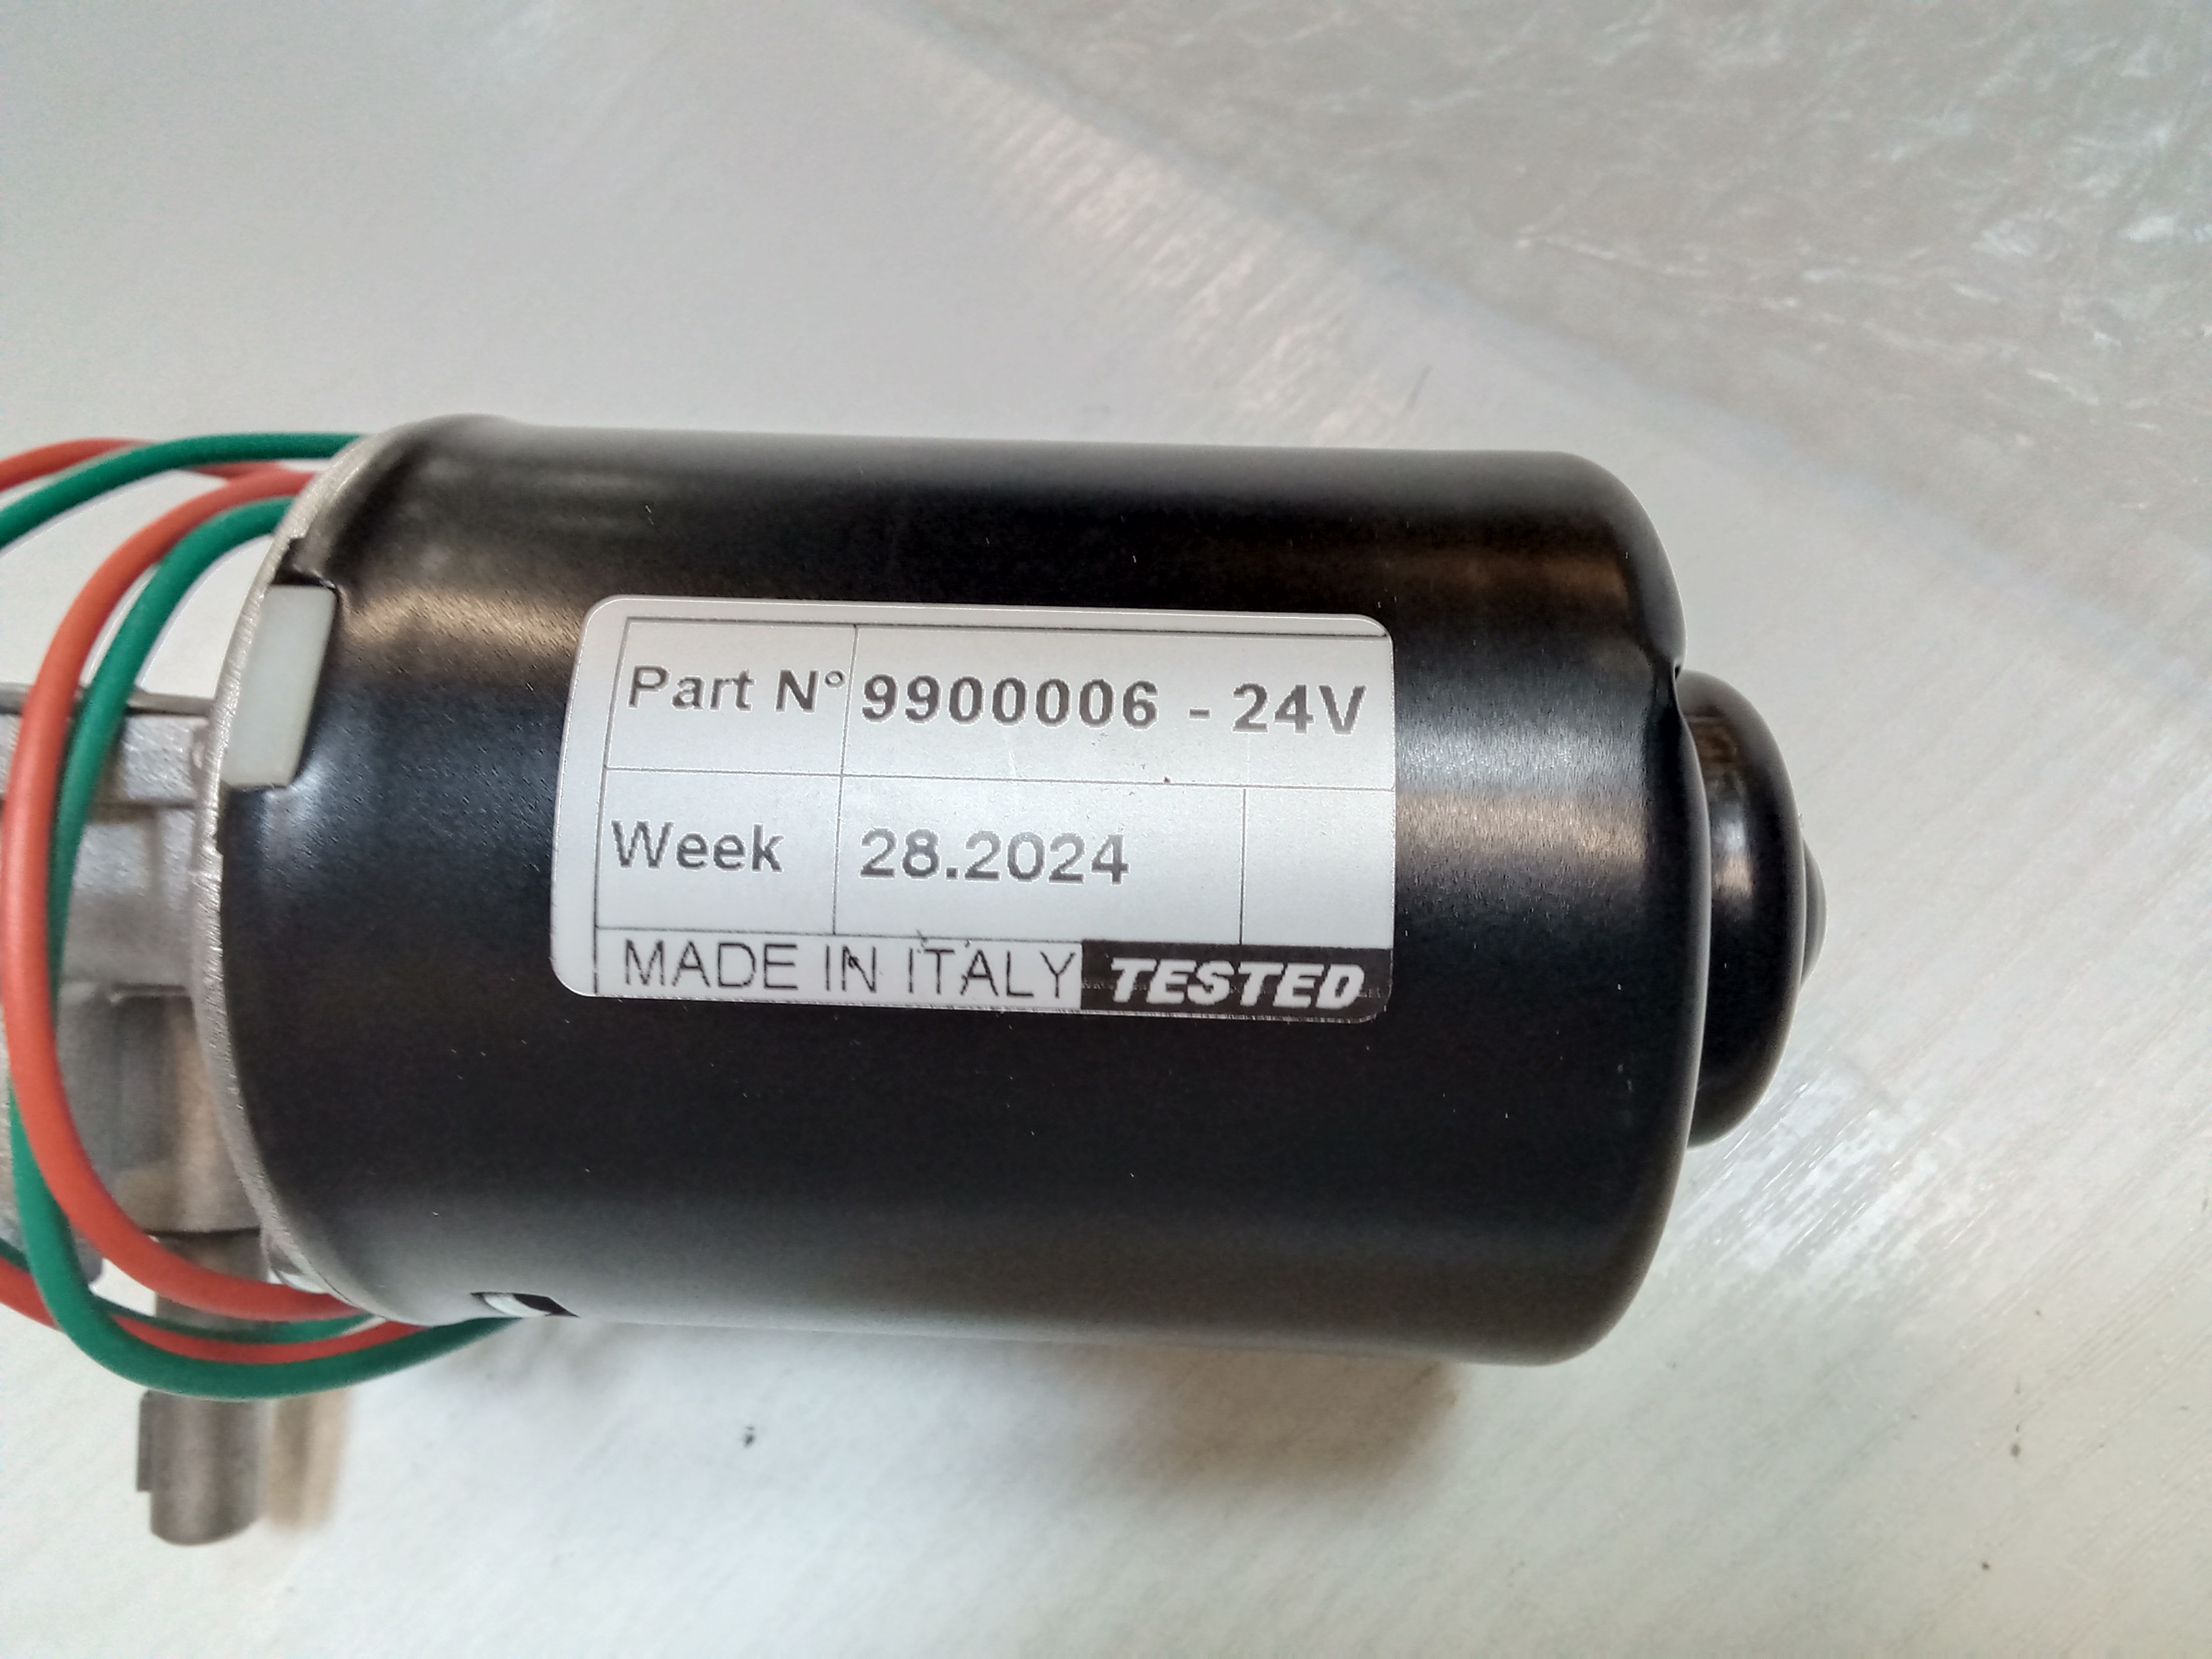 Part N° 9900006 - 24V
Week 28.2024
MADE IN ITALY TESTED